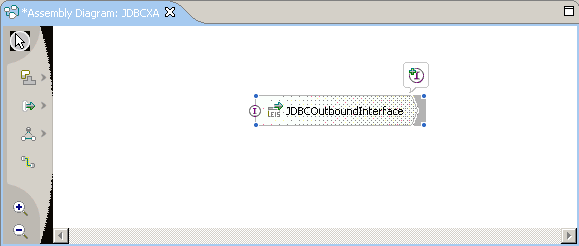 *Assembly Diagram: JDBCXA
I
I
EIS
JDBCOutboundInterface